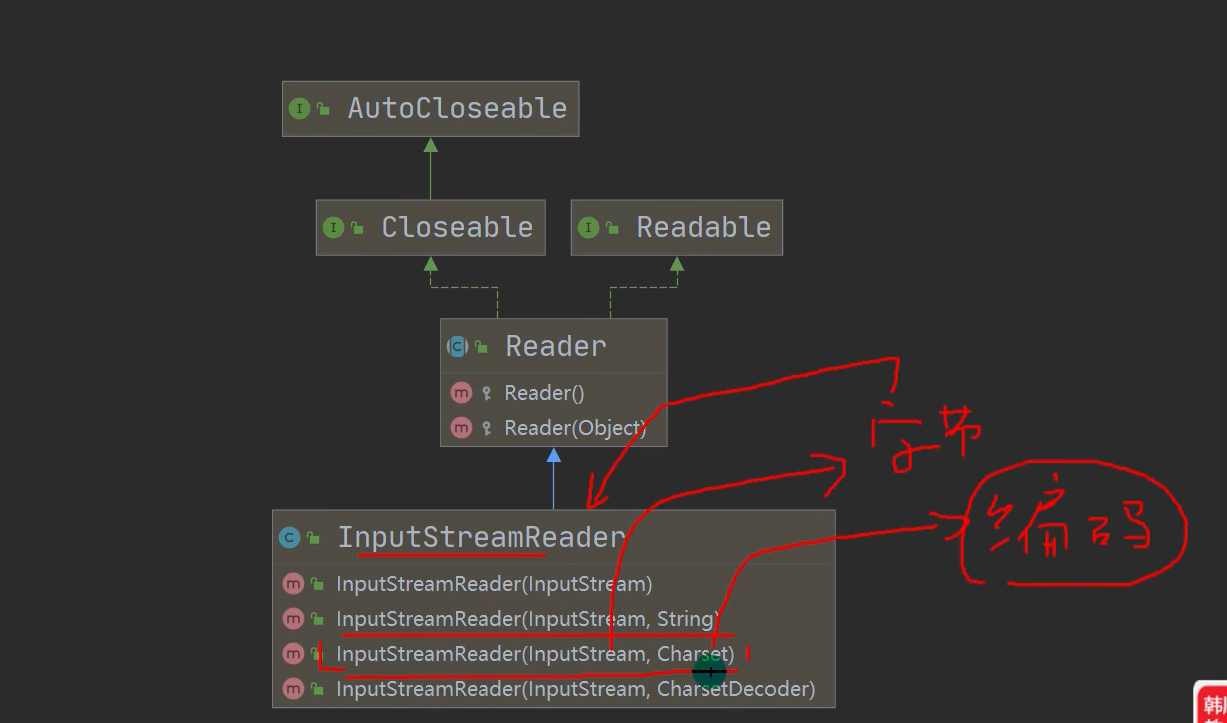 AutoCloseable
Closeable
Readable
Reader
Reader()
Reader(Object)
字节
编码
InputStreamReader
InputStreamReader(InputStream)
InputStreamReader(InputStream, String)
InputStreamReader(InputStream, Charset)
InputStreamReader(InputStream, CharsetDecoder)